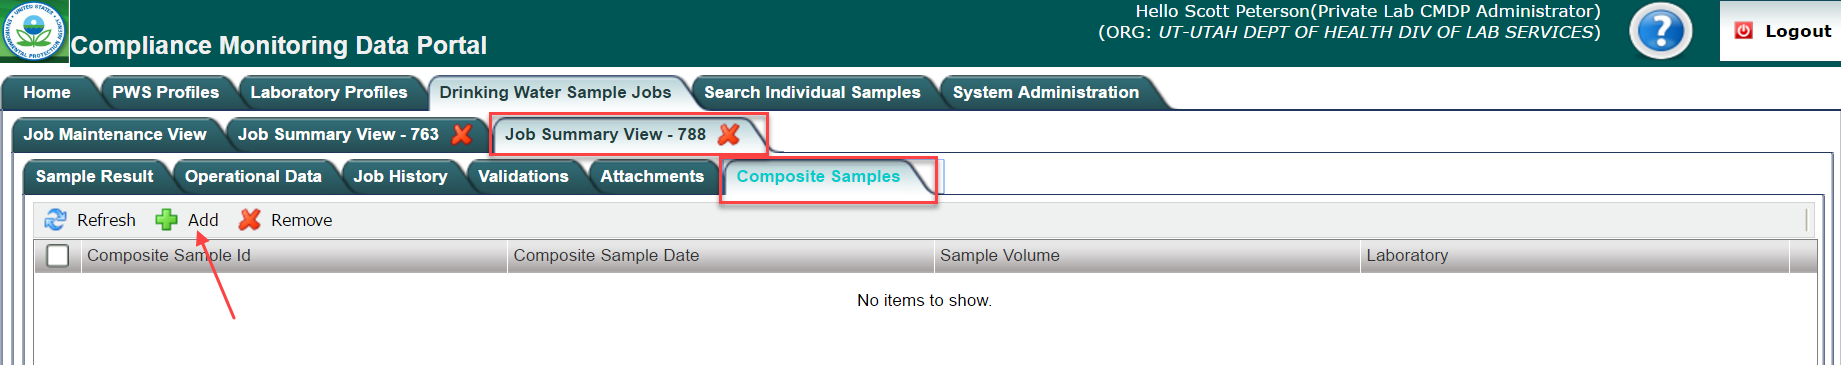 Hello Scott Peterson(Private Lab CMDP Administrator)
(ORG: UT-UTAH DEPT OF HEALTH DIV OF LAB SERVICES)
Logout
Compliance Monitoring Data Portal
Home PWS Profiles Laboratory Profiles Drinking Water Sample Jobs Search Individual Samples System Administration
Job Maintenance View Job Summary View - 763 Job Summary View - 788
Sample Result Operational Data Job History Validations Attachments Composite Samples
Refresh Add Remove
Composite Sample Id Composite Sample Date Sample Volume Laboratory
No items to show.